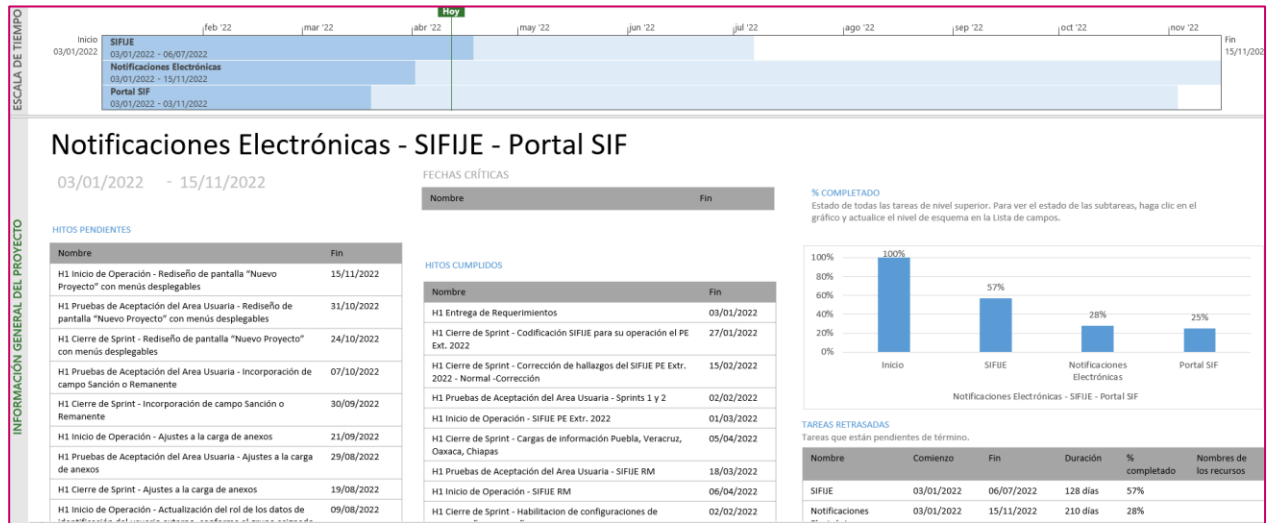 Hoy
feb '22 mar '22 abr '22 may '22 jun '22 jul '22 ago '22 sep '22 oct '22 nov '22
ESCALA DE TIEMPO
Inicio
03/01/2022
SIFIJE
03/01/2022 - 06/07/2022
Notificaciones Electrónicas
03/01/2022 - 15/11/2022
Portal SIF
03/01/2022 - 03/11/2022
Fin
15/11/202
INFORMACIÓN GENERAL DEL PROYECTO
Notificaciones Electrónicas - SIFIJE - Portal SIF
03/01/2022 - 15/11/2022
HITOS PENDIENTES
Nombre Fin
H1 Inicio de Operación - Rediseño de pantalla "Nuevo 15/11/2022
Proyecto" con menús desplegables
H1 Pruebas de Aceptación del Area Usuaria - Rediseño de 31/10/2022
pantalla "Nuevo Proyecto" con menús desplegables
H1 Cierre de Sprint - Rediseño de pantalla "Nuevo Proyecto" 24/10/2022
con menús desplegables
H1 Pruebas de Aceptación del Area Usuaria - Incorporación de 07/10/2022
campo Sanción o Remanente
H1 Cierre de Sprint - Incorporación de campo Sanción o 30/09/2022
Remanente
H1 Inicio de Operación - Ajustes a la carga de anexos 21/09/2022
H1 Pruebas de Aceptación del Area Usuaria - Ajustes a la carga 29/08/2022
de anexos
H1 Cierre de Sprint - Ajustes a la carga de anexos 19/08/2022
H1 Inicio de Operación - Actualización del rol de los datos de 09/08/2022
FECHAS CRÍTICAS
Nombre Fin
HITOS CUMPLIDOS
Nombre Fin
H1 Entrega de Requerimientos 03/01/2022
H1 Cierre de Sprint - Codificación SIFIJE para su operación el PE 27/01/2022
Ext. 2022
H1 Cierre de Sprint - Corrección de hallazgos del SIFIJE PE Extr. 15/02/2022
2022 - Normal -Corrección
H1 Pruebas de Aceptación del Area Usuaria - Sprints 1 y 2 02/02/2022
H1 Inicio de Operación - SIFIJE PE Extr. 2022 01/03/2022
H1 Cierre de Sprint - Cargas de información Puebla, Veracruz, 05/04/2022
Oaxaca, Chiapas
H1 Pruebas de Aceptación del Area Usuaria - SIFIJE RM 18/03/2022
H1 Inicio de Operación - SIFIJE RM 06/04/2022
H1 Cierre de Sprint - Habilitacion de configuraciones de 02/02/2022
% COMPLETADO
Estado de todas las tareas de nivel superior. Para ver el estado de las subtareas, haga clic en el
gráfico y actualice el nivel de esquema en la Lista de campos.
100%
80%
60%
40%
20%
0%
100%
57%
28%
25%
Inicio SIFIJE Notificaciones Portal SIF
Electrónicas
Notificaciones Electrónicas - SIFIJE - Portal SIF
TAREAS RETRASADAS
Tareas que están pendientes de término.
Nombre Comienzo Fin Duración % Nombres de
completado los recursos
SIFIJE 03/01/2022 06/07/2022 128 días 57%
Notificaciones 03/01/2022 15/11/2022 210 días 28%